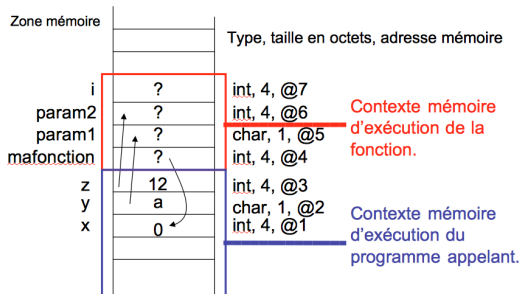 Zone mémoire
Type, taille en octets, adresse mémoire
i ? int, 4, @7
param2 ? int, 4, @6
param1 ? char, 1, @5
mafonction ? int, 4, @4
z 12 int, 4, @3
y a char, 1, @2
x 0 int, 4, @1
Contexte mémoire
d'exécution de la
fonction.
Contexte mémoire
d'exécution du
programme appelant.